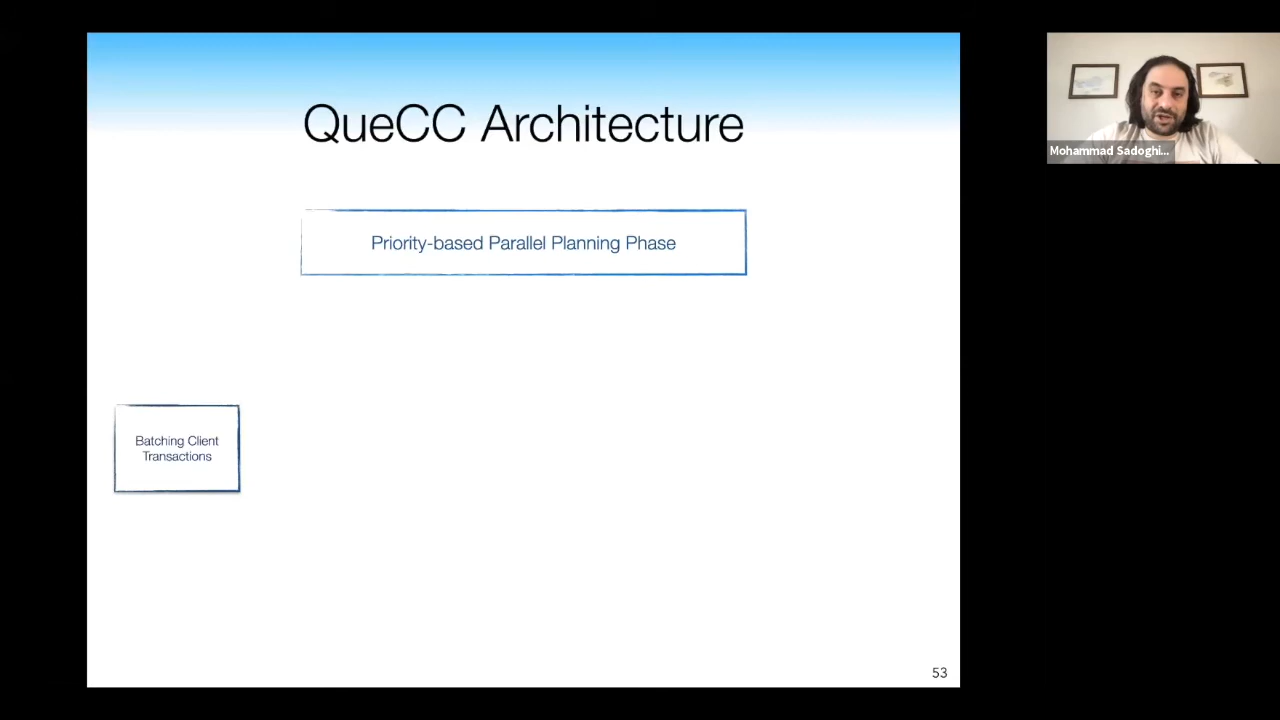 QueCC Architecture
Mohammad Sadoghi...
Priority-based Parallel Planning Phase
Batching Client
Transactions
53